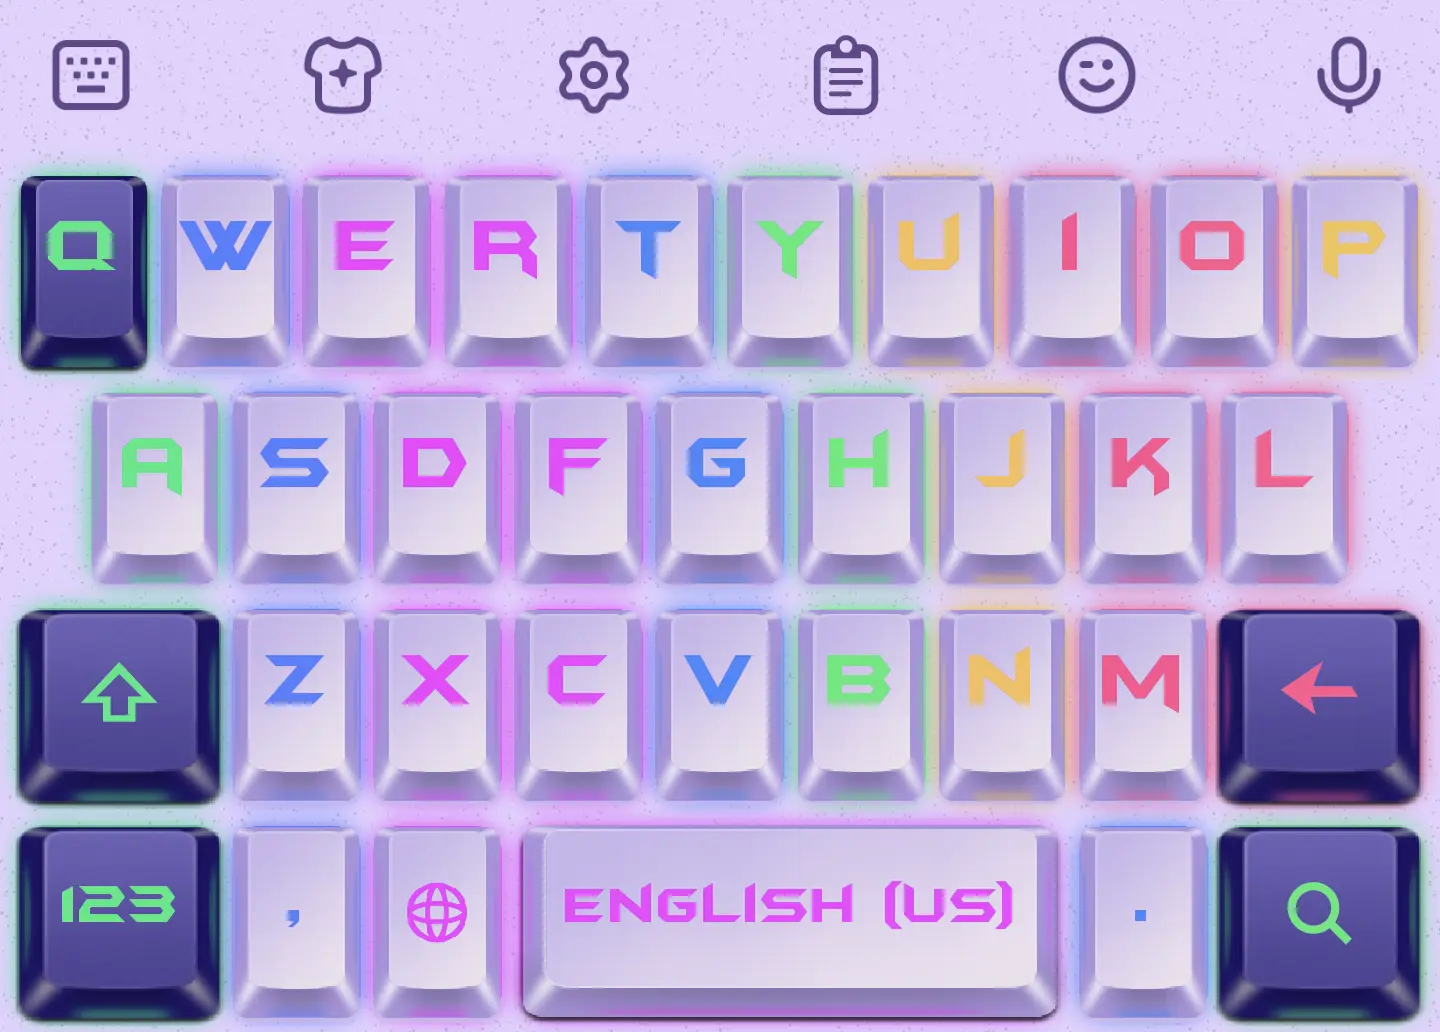 Q W E R T Y U I O P
A S D F G H J K L
Z X C V B N M
123 , ENGLISH (US) .